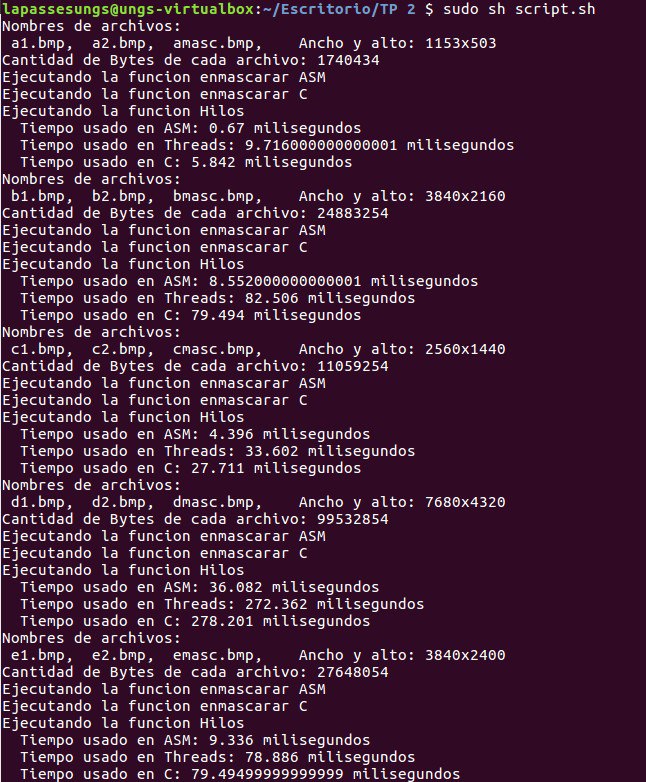 lapassesungs@ungs-virtualbox:~/Escritorio/TP 2 $ sudo sh script.sh
Nombres de archivos:
 a1.bmp,  a2.bmp,  amasc.bmp,    Ancho y alto: 1153x503
Cantidad de Bytes de cada archivo: 1740434
Ejecutando la funcion enmascarar ASM
Ejecutando la funcion enmascarar C
Ejecutando la funcion Hilos
  Tiempo usado en ASM: 0.67 milisegundos
  Tiempo usado en Threads: 9.716000000000001 milisegundos
  Tiempo usado en C: 5.842 milisegundos
Nombres de archivos:
 b1.bmp,  b2.bmp,  bmasc.bmp,    Ancho y alto: 3840x2160
Cantidad de Bytes de cada archivo: 24883254
Ejecutando la funcion enmascarar ASM
Ejecutando la funcion enmascarar C
Ejecutando la funcion Hilos
  Tiempo usado en ASM: 8.552000000000001 milisegundos
  Tiempo usado en Threads: 82.506 milisegundos
  Tiempo usado en C: 79.494 milisegundos
Nombres de archivos:
 c1.bmp,  c2.bmp,  cmasc.bmp,    Ancho y alto: 2560x1440
Cantidad de Bytes de cada archivo: 11059254
Ejecutando la funcion enmascarar ASM
Ejecutando la funcion enmascarar C
Ejecutando la funcion Hilos
  Tiempo usado en ASM: 4.396 milisegundos
  Tiempo usado en Threads: 33.602 milisegundos
  Tiempo usado en C: 27.711 milisegundos
Nombres de archivos:
 d1.bmp,  d2.bmp,  dmasc.bmp,    Ancho y alto: 7680x4320
Cantidad de Bytes de cada archivo: 99532854
Ejecutando la funcion enmascarar ASM
Ejecutando la funcion enmascarar C
Ejecutando la funcion Hilos
  Tiempo usado en ASM: 36.082 milisegundos
  Tiempo usado en Threads: 272.362 milisegundos
  Tiempo usado en C: 278.201 milisegundos
Nombres de archivos:
 e1.bmp,  e2.bmp,  emasc.bmp,    Ancho y alto: 3840x2400
Cantidad de Bytes de cada archivo: 27648054
Ejecutando la funcion enmascarar ASM
Ejecutando la funcion enmascarar C
Ejecutando la funcion Hilos
  Tiempo usado en ASM: 9.336 milisegundos
  Tiempo usado en Threads: 78.886 milisegundos
  Tiempo usado en C: 79.49499999999999 milisegundos